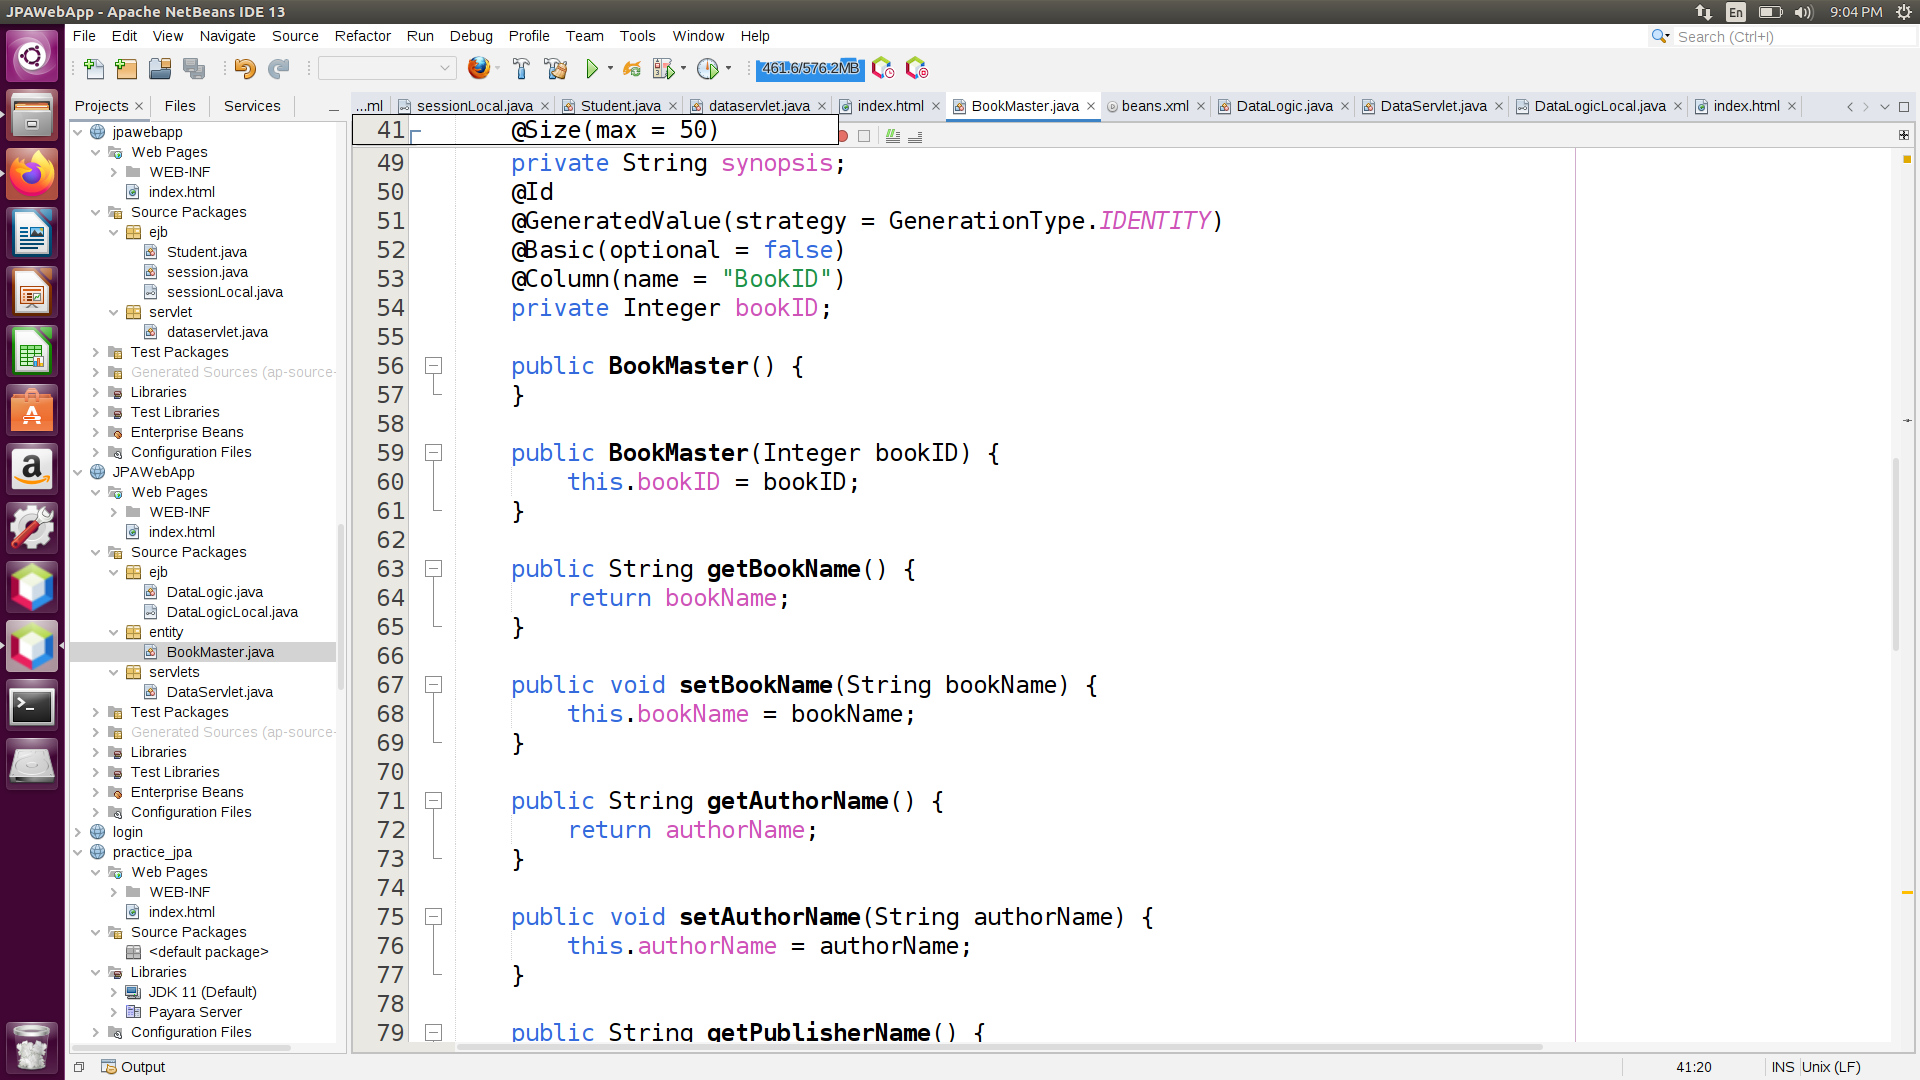 JPAWebApp - Apache NetBeans IDE 13
En
9:04 PM
File Edit View Navigate Source Refactor Run Debug Profile Team Tools Window Help
Search (Ctrl+I)
461.6/576.2MB
Projects Files Services
...ml sessionLocal.java Student.java dataservlet.java index.html BookMaster.java beans.xml DataLogic.java DataServlet.java DataLogicLocal.java index.html
jpawebapp
Web Pages
WEB-INF
index.html
Source Packages
ejb
Student.java
session.java
sessionLocal.java
servlet
dataservlet.java
Test Packages
Generated Sources (ap-source-
Libraries
Test Libraries
Enterprise Beans
Configuration Files
JPAWebApp
Web Pages
WEB-INF
index.html
Source Packages
ejb
DataLogic.java
DataLogicLocal.java
entity
BookMaster.java
servlets
DataServlet.java
Test Packages
Generated Sources (ap-source-
Libraries
Test Libraries
Enterprise Beans
Configuration Files
login
practice_jpa
Web Pages
WEB-INF
index.html
Source Packages
<default package>
Libraries
JDK 11 (Default)
Payara Server
Configuration Files
41 @Size(max = 50)
49 private String synopsis;
50 @Id
51 @GeneratedValue(strategy = GenerationType.IDENTITY)
52 @Basic(optional = false)
53 @Column(name = "BookID")
54 private Integer bookID;
55
56 public BookMaster() {
57 }
58
59 public BookMaster(Integer bookID) {
60 this.bookID = bookID;
61 }
62
63 public String getBookName() {
64 return bookName;
65 }
66
67 public void setBookName(String bookName) {
68 this.bookName = bookName;
69 }
70
71 public String getAuthorName() {
72 return authorName;
73 }
74
75 public void setAuthorName(String authorName) {
76 this.authorName = authorName;
77 }
78
79 public String getPublisherName() {
Output
41:20
INS
Unix (LF)